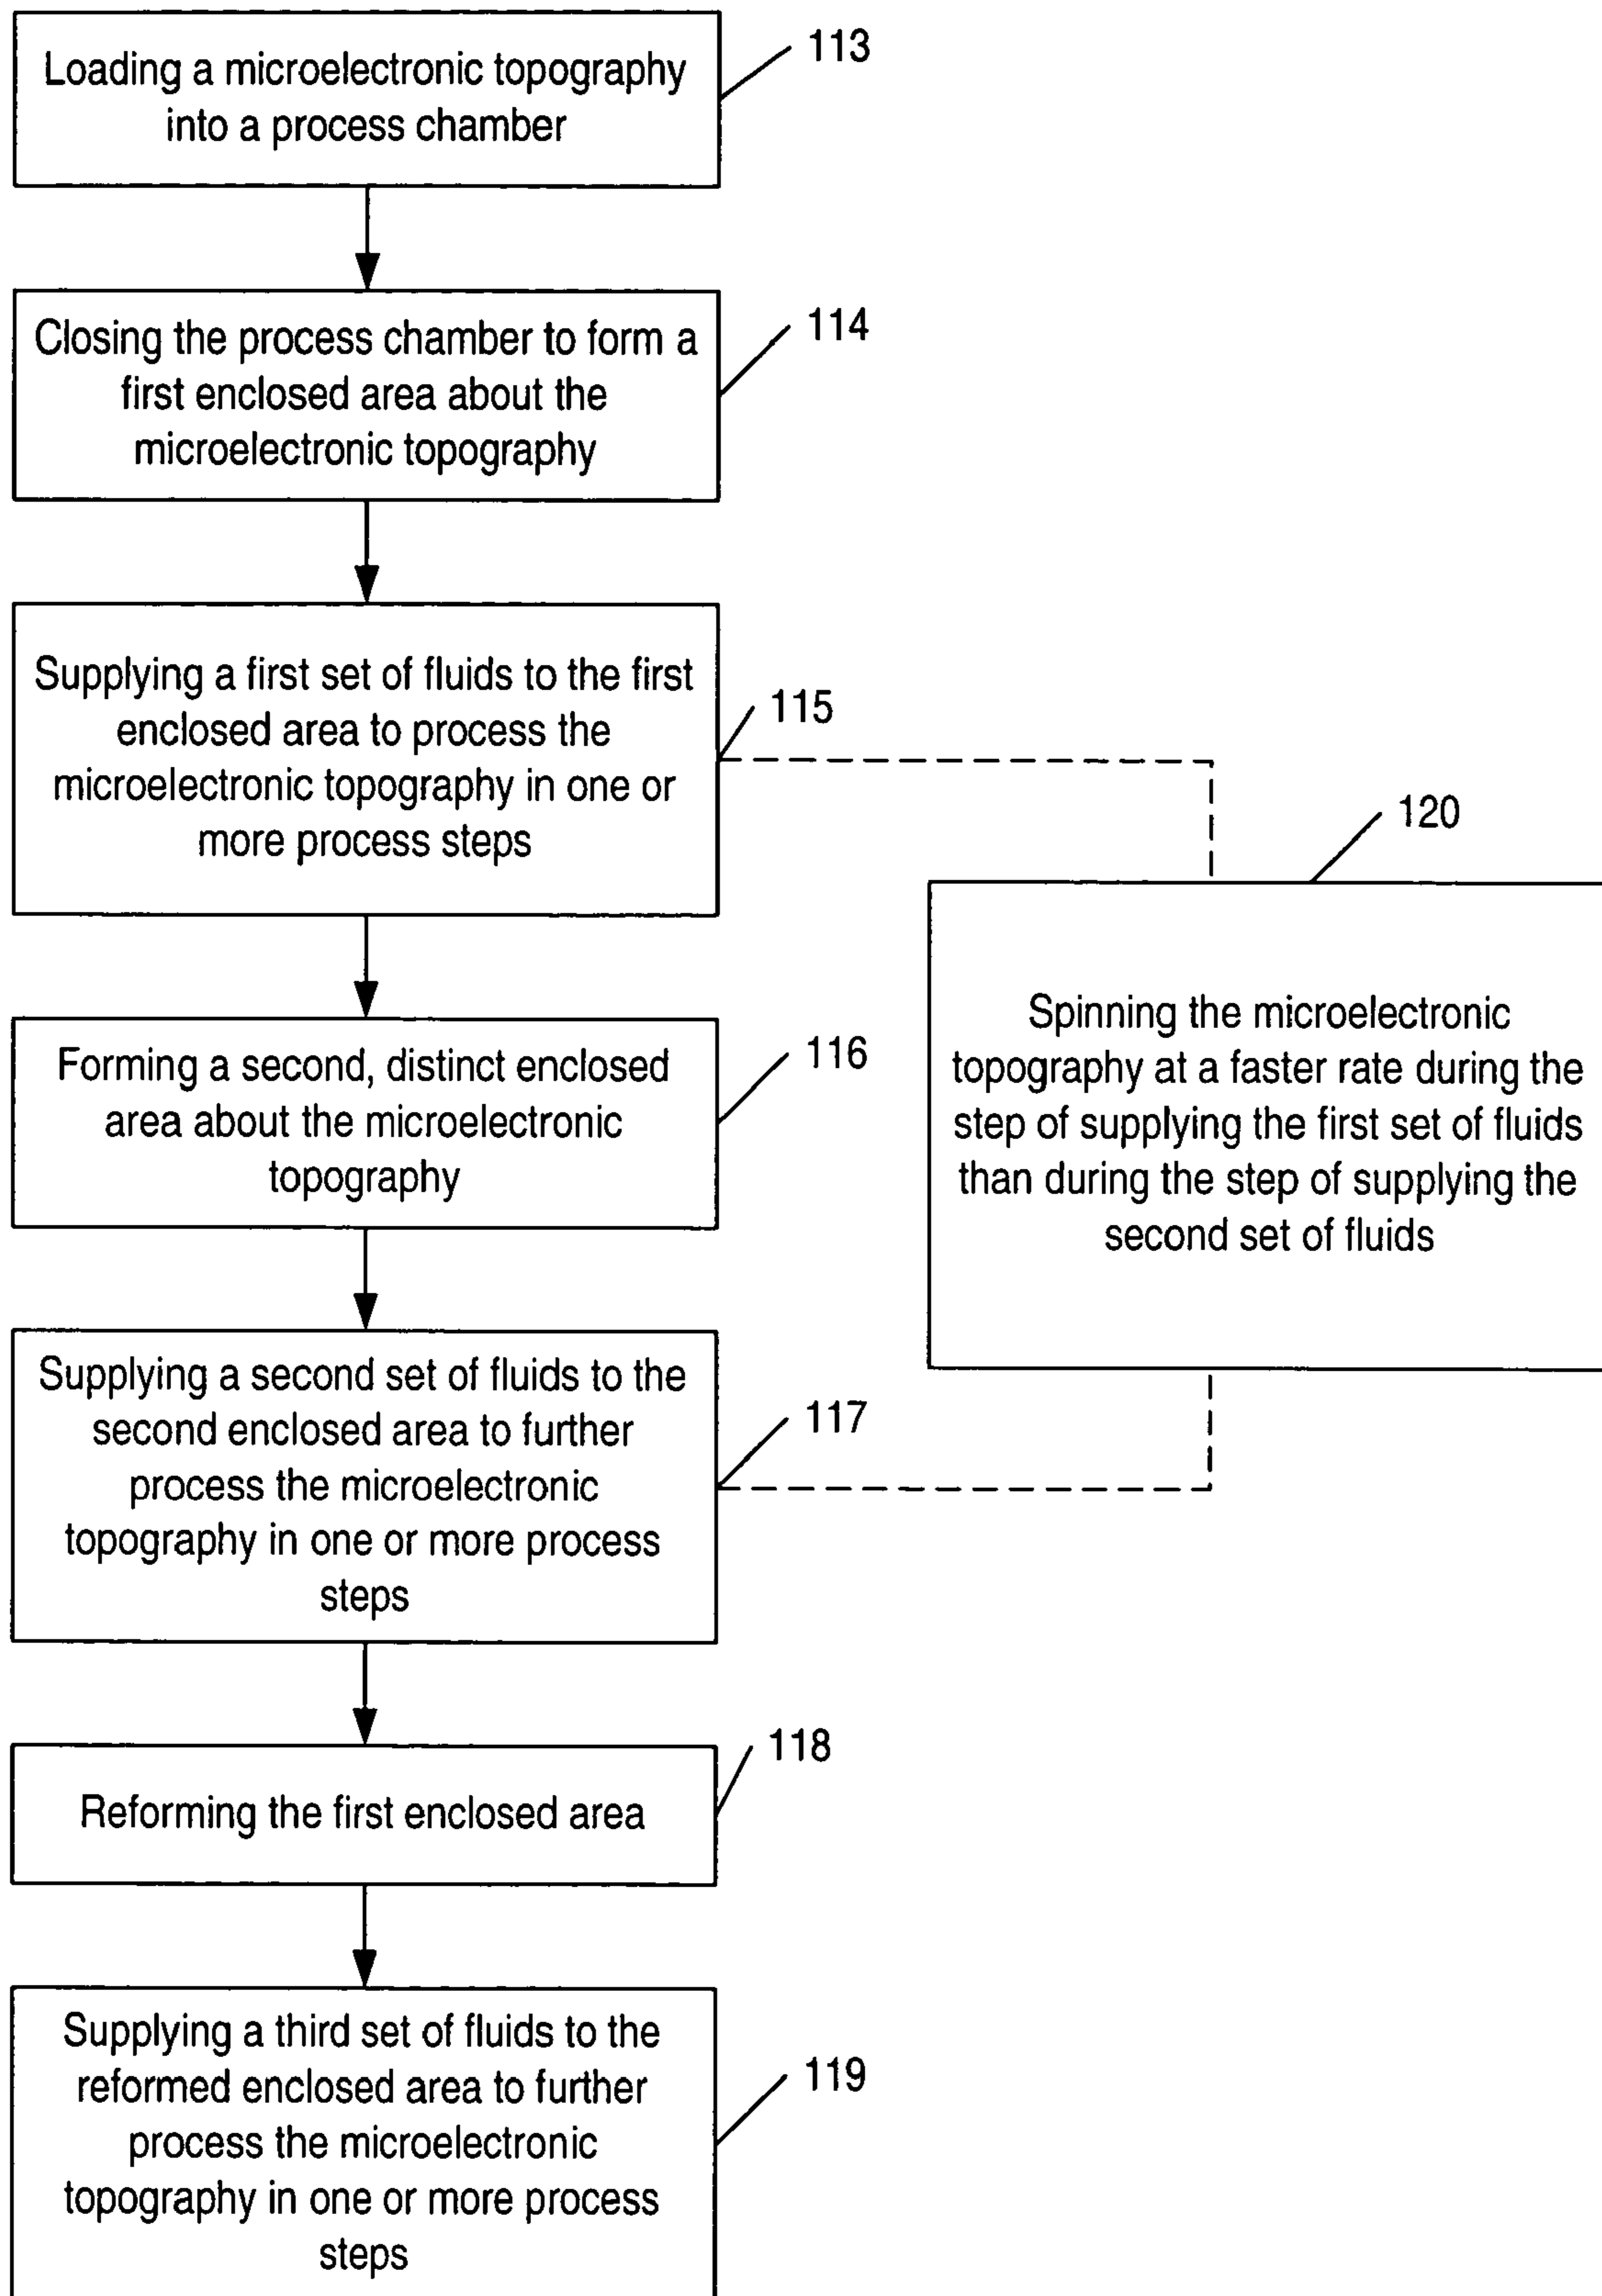 Loading a microelectronic topography
into a process chamber
113
Closing the process chamber to form a
first enclosed area about the
microelectronic topography
114
Supplying a first set of fluids to the first
enclosed area to process the
microelectronic topography in one or
more process steps
115
120
Spinning the microelectronic
topography at a faster rate during the
step of supplying the first set of fluids
than during the step of supplying the
second set of fluids
Forming a second, distinct enclosed
area about the microelectronic
topography
116
Supplying a second set of fluids to the
second enclosed area to further
process the microelectronic
topography in one or more process
steps
117
Reforming the first enclosed area
118
Supplying a third set of fluids to the
reformed enclosed area to further
process the microelectronic
topography in one or more process
steps
119